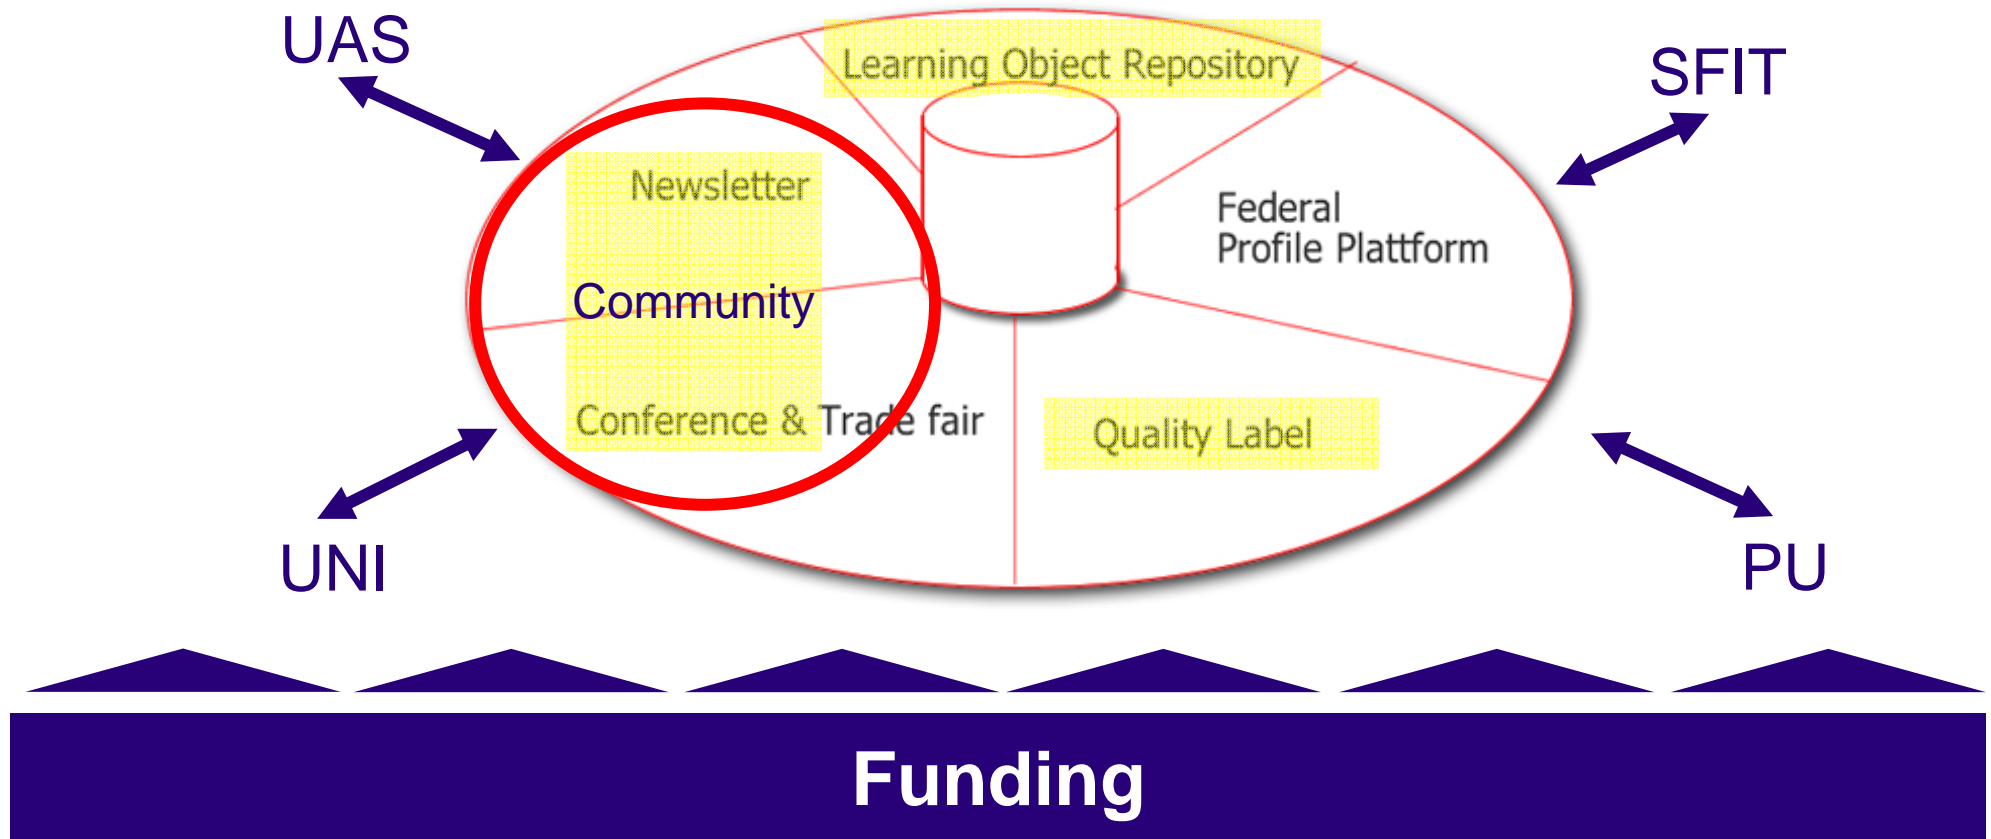 UAS
Learning Object Repository
SFIT
Newsletter
Federal
Profile Plattform
Community
Conference & Trade fair
Quality Label
UNI
PU
Funding